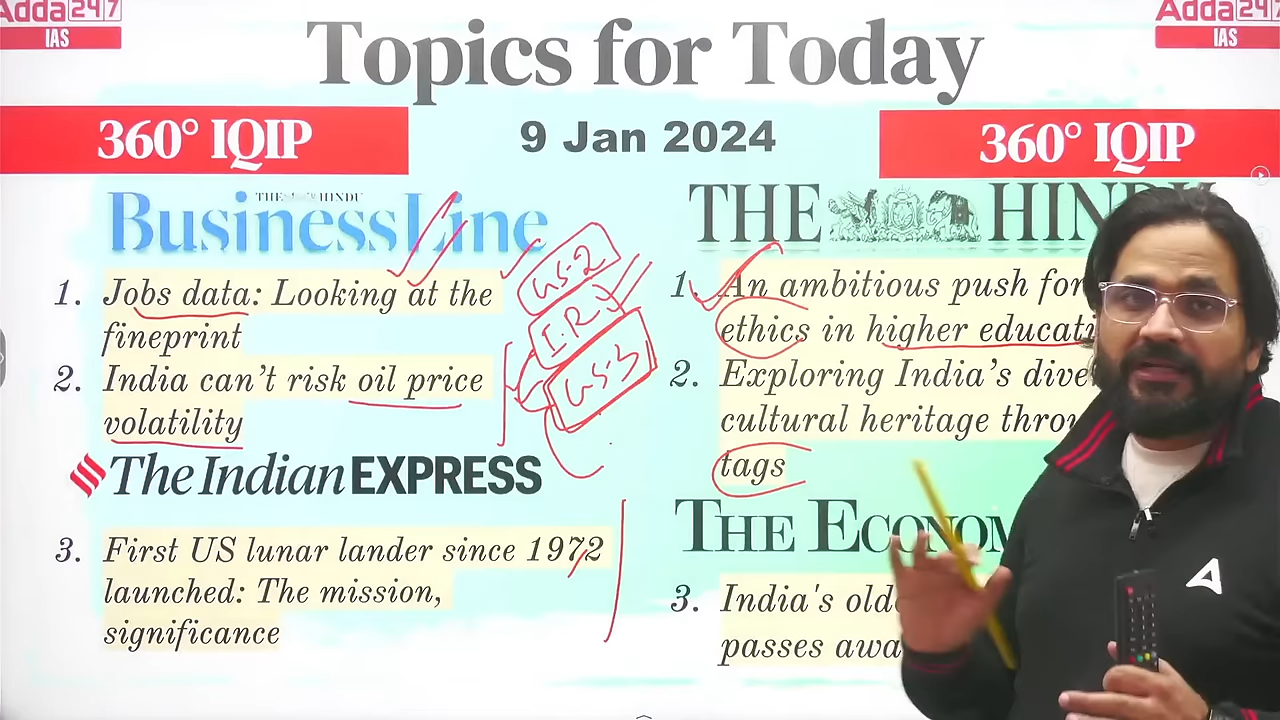 Adda247
IAS
Topics for Today
Adda247
IAS
360° IQIP
9 Jan 2024
360° IQIP
THE HINDU
BusinessLine
1. Jobs data: Looking at the
fineprint
2. India can't risk oil price
volatility
GS-2
I.R
GS-3
The Indian EXPRESS
3. First US lunar lander since 1972
launched: The mission,
significance
THE HINDU
1. An ambitious push for
ethics in higher educati
2. Exploring India's dive
cultural heritage throu
tags
THE ECONOM
3. India's old
passes awa